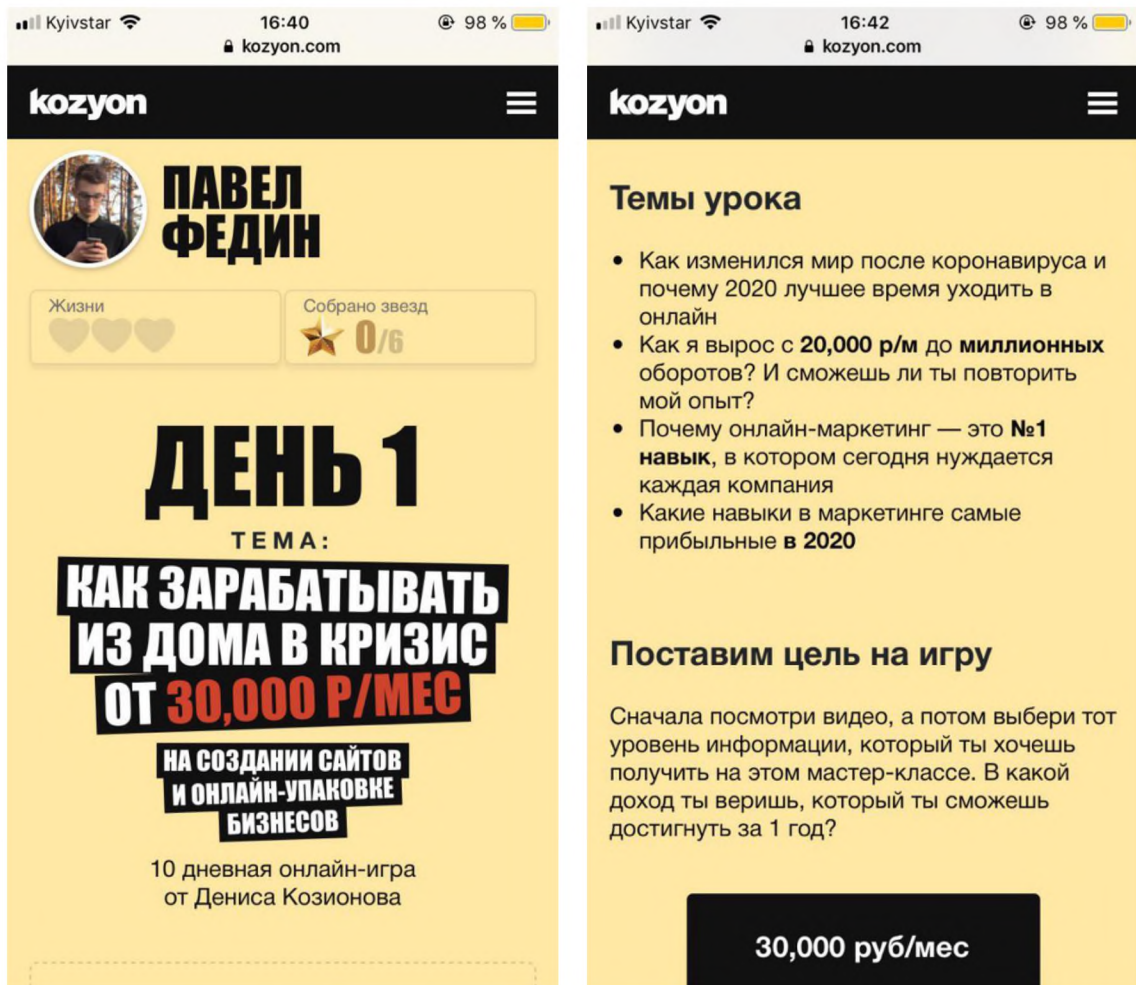 Kyivstar 16:40 98 %
kozyon.com
kozyon
ПАВЕЛ
ФЕДИН
Жизни
Собрано звезд
0/6
ДЕНЬ 1
ТЕМА:
КАК ЗАРАБАТЫВАТЬ
ИЗ ДОМА В КРИЗИС
ОТ 30,000 Р/МЕС
НА СОЗДАНИИ САЙТОВ
И ОНЛАЙН-УПАКОВКЕ
БИЗНЕСОВ
10 дневная онлайн-игра
от Дениса Козионова
Kyivstar 16:42 98 %
kozyon.com
kozyon
Темы урока
• Как изменился мир после коронавируса и
почему 2020 лучшее время уходить в
онлайн
• Как я вырос с 20,000 р/м до миллионных
оборотов? И сможешь ли ты повторить
мой опыт?
• Почему онлайн-маркетинг — это №1
навык, в котором сегодня нуждается
каждая компания
• Какие навыки в маркетинге самые
прибыльные в 2020
Поставим цель на игру
Сначала посмотри видео, а потом выбери тот
уровень информации, который ты хочешь
получить на этом мастер-классе. В какой
доход ты веришь, который ты сможешь
достигнуть за 1 год?
30,000 руб/мес